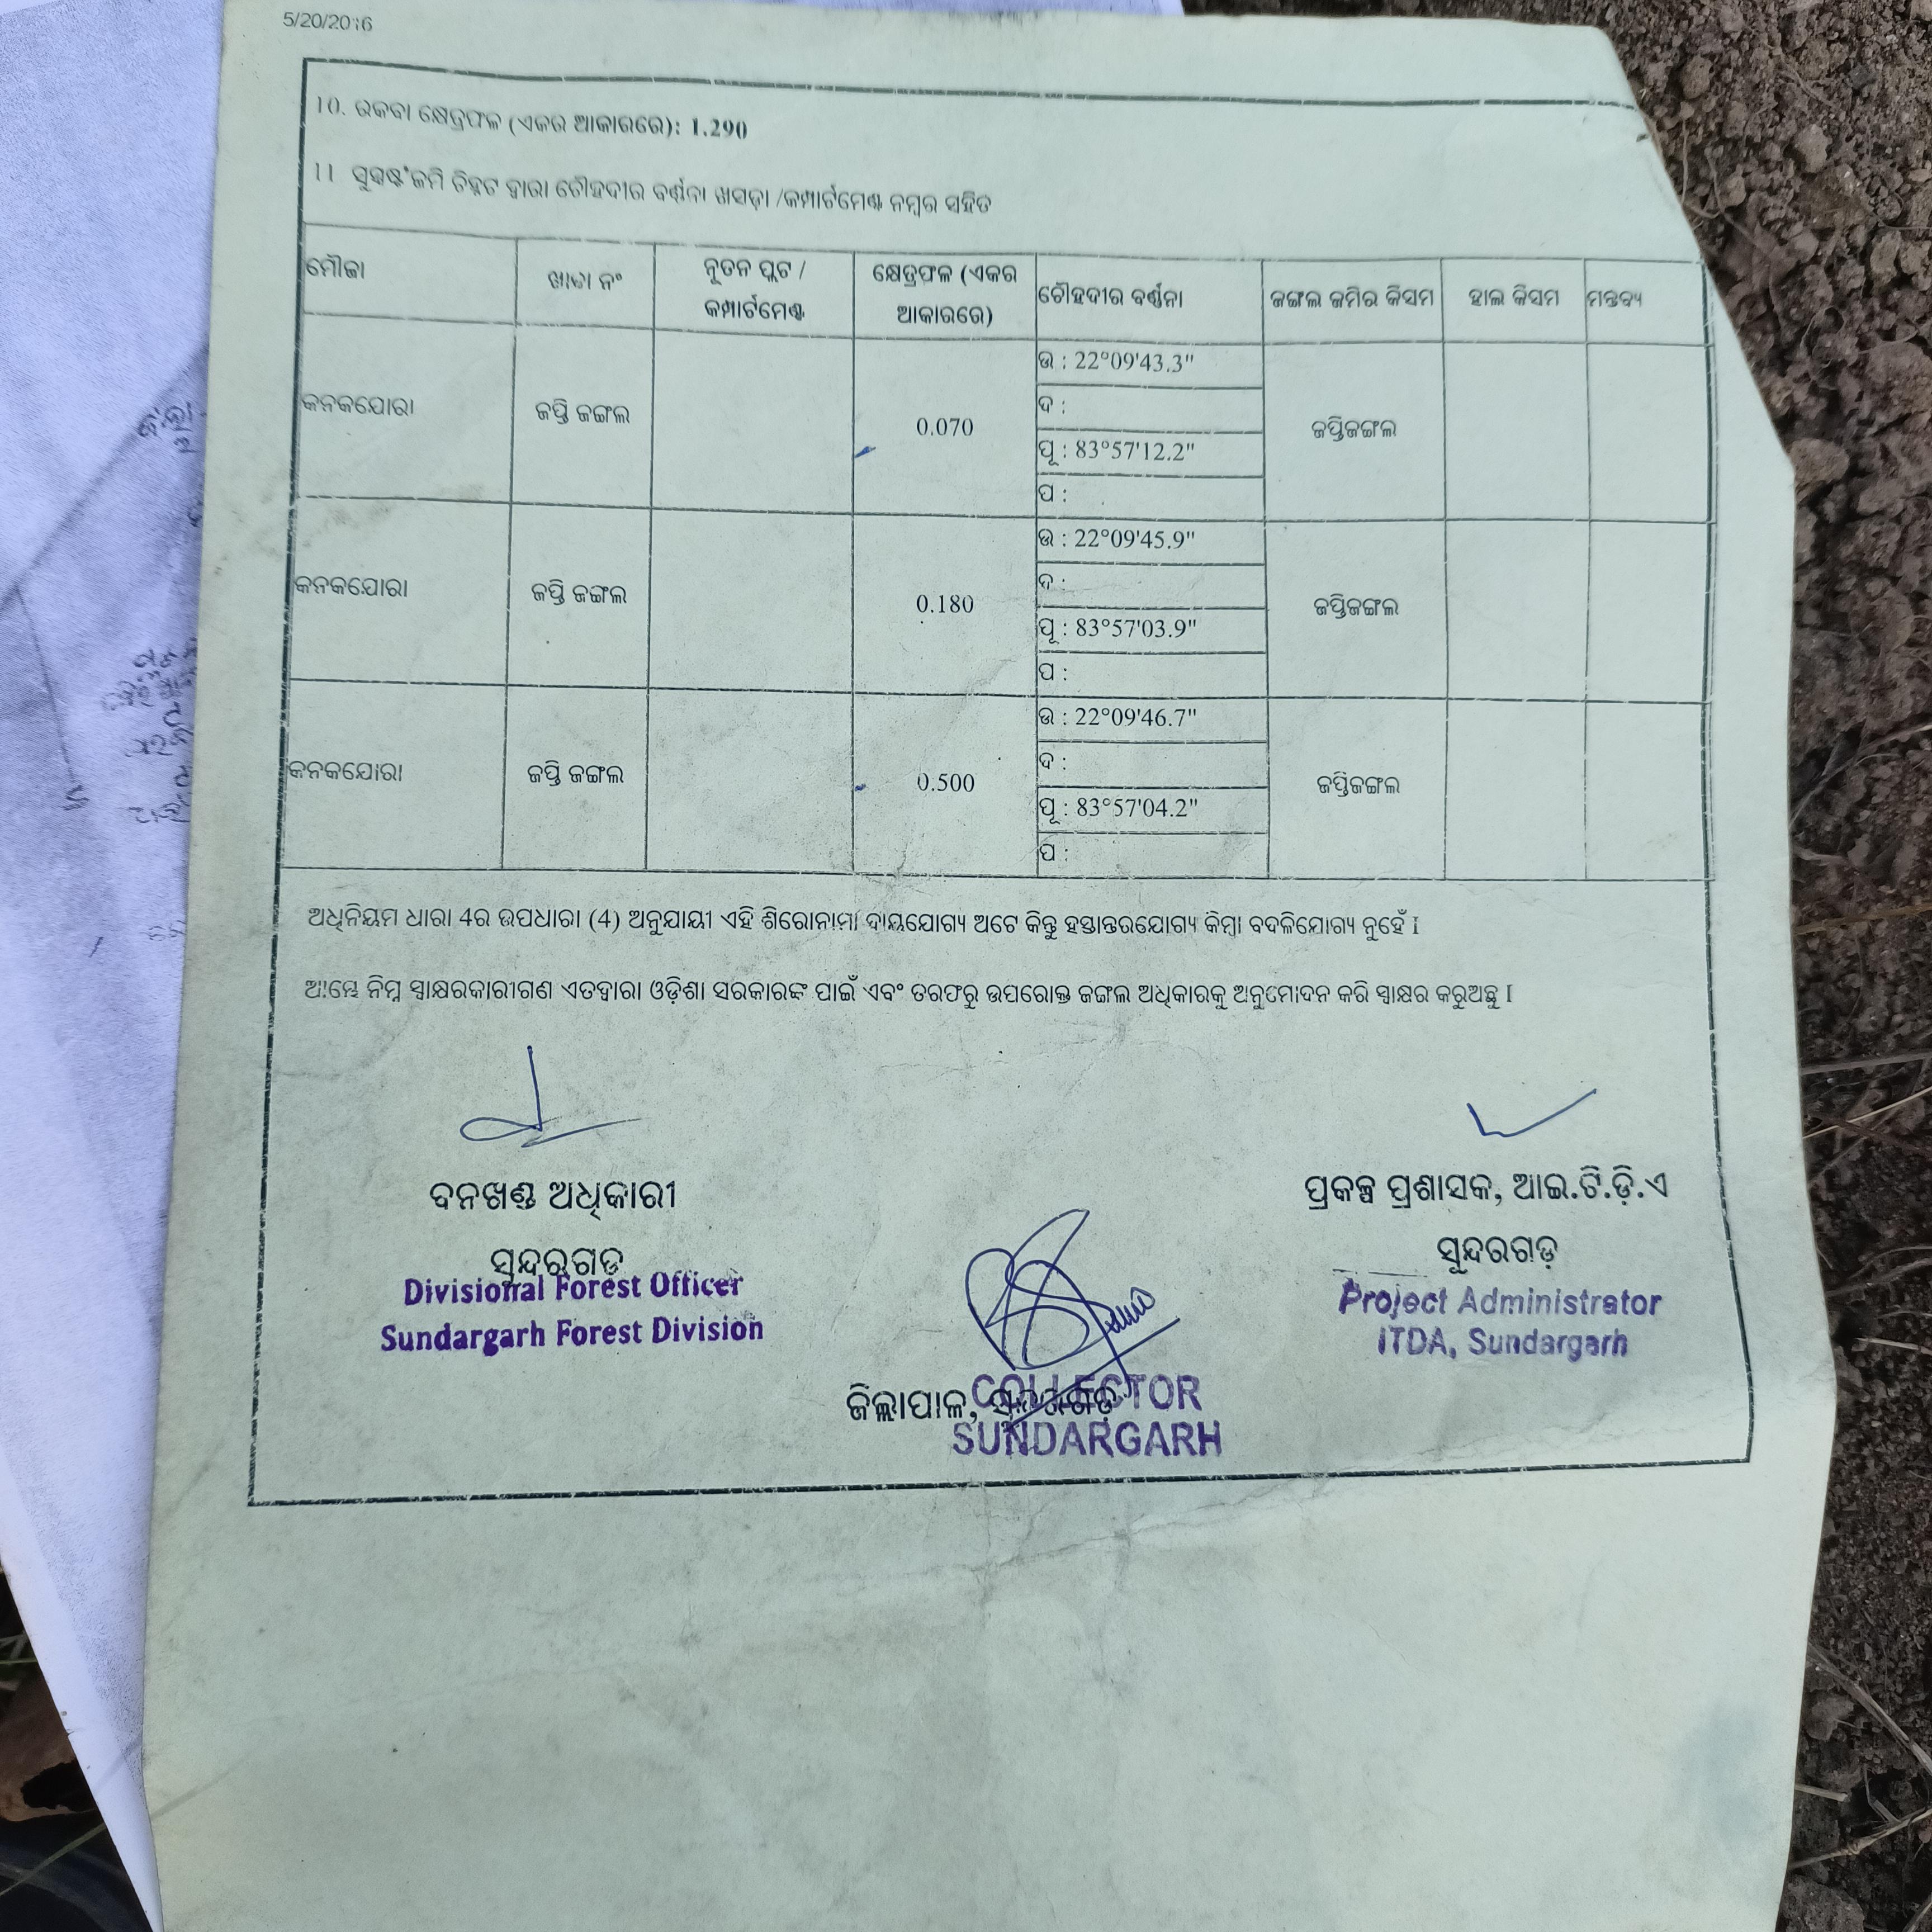 5/20/2016
10. ରକବା କ୍ଷେତ୍ରଫଳ (ଏକର ଆକାରରେ): 1.290
11 ସୁସ୍ପଷ୍ଟ ଜମି ଚିହ୍ନଟ ଦ୍ୱାରା ଚୌହଦୀର ବର୍ଣ୍ଣନା ଖସଡ଼ା /କମ୍ପାର୍ଟମେଣ୍ଟ ନମ୍ବର ସହିତ
ମୌଜା ଖାତା ନଂ ନୂତନ ପ୍ଲଟ / କମ୍ପାର୍ଟମେଣ୍ଟ କ୍ଷେତ୍ରଫଳ (ଏକର ଆକାରରେ) ଚୌହଦୀର ବର୍ଣ୍ଣନା ଜଙ୍ଗଲ ଜମିର କିସମ ହାଲ କିସମ ମନ୍ତବ୍ୟ
କନକଯୋରା ଜପ୍ତି ଜଙ୍ଗଲ 0.070
ଉ : 22°09'43.3"
ଦ :
ପୂ : 83°57'12.2"
ପ :
ଜପ୍ତିଜଙ୍ଗଲ
କନକଯୋରା ଜପ୍ତି ଜଙ୍ଗଲ 0.180
ଉ : 22°09'45.9"
ଦ :
ପୂ : 83°57'03.9"
ପ :
ଜପ୍ତିଜଙ୍ଗଲ
କନକଯୋରା ଜପ୍ତି ଜଙ୍ଗଲ 0.500
ଉ : 22°09'46.7"
ଦ :
ପୂ : 83°57'04.2"
ପ :
ଜପ୍ତିଜଙ୍ଗଲ
ଅଧିନିୟମ ଧାରା 4ର ଉପଧାରା (4) ଅନୁଯାୟୀ ଏହି ଶିରୋନାମା ଦାୟଯୋଗ୍ୟ ଅଟେ କିନ୍ତୁ ହସ୍ତାନ୍ତରଯୋଗ୍ୟ କିମ୍ବା ବଦଳିଯୋଗ୍ୟ ନୁହେଁ I
ଆମ୍ଭେ ନିମ୍ନ ସ୍ୱାକ୍ଷରକାରୀଗଣ ଏତଦ୍ୱାରା ଓଡ଼ିଶା ସରକାରଙ୍କ ପାଇଁ ଏବଂ ତରଫରୁ ଉପରୋକ୍ତ ଜଙ୍ଗଲ ଅଧିକାରକୁ ଅନୁମୋଦନ କରି ସ୍ୱାକ୍ଷର କରୁଅଛୁ I
ବନଖଣ୍ଡ ଅଧିକାରୀ
ସୁନ୍ଦରଗଡ଼
Divisional Forest Officer
Sundargarh Forest Division
ପ୍ରକଳ୍ପ ପ୍ରଶାସକ, ଆଇ.ଟି.ଡ଼ି.ଏ
ସୁନ୍ଦରଗଡ଼
Project Administrator
ITDA, Sundargarh
ଜିଲ୍ଲାପାଳ, ସୁନ୍ଦରଗଡ଼
COLLECTOR
SUNDARGARH